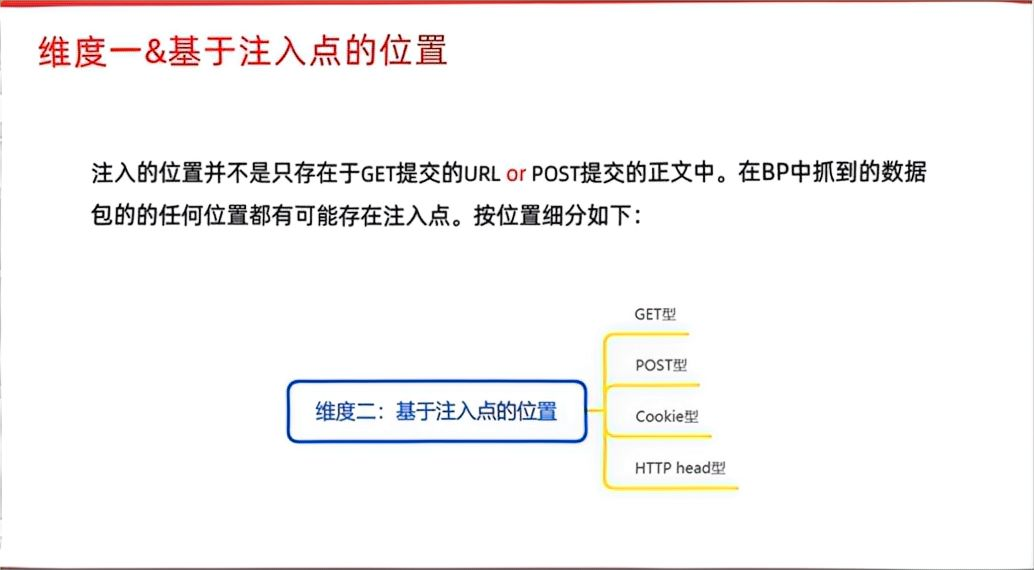 维度一&基于注入点的位置
注入的位置并不是只存在于GET提交的URL or POST提交的正文中。在BP中抓到的数据
包的的任何位置都有可能存在注入点。按位置细分如下：
GET型
POST型
维度二：基于注入点的位置
Cookie型
HTTP head型